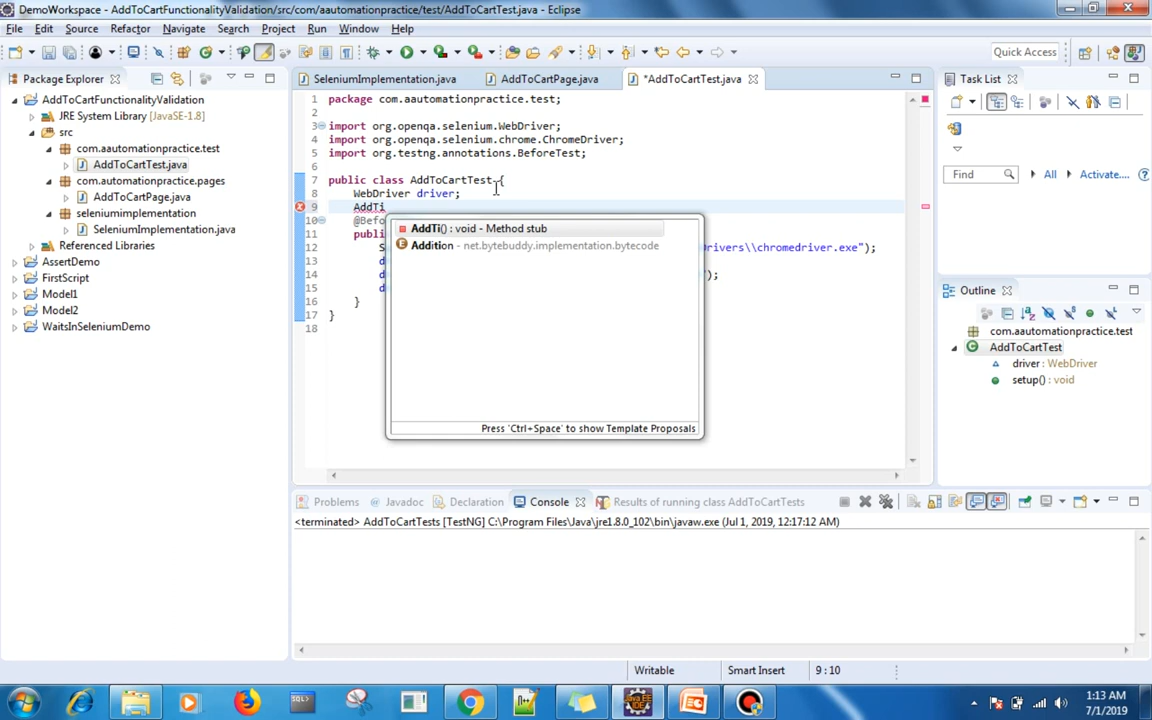 DemoWorkspace - AddToCartFunctionalityValidation/src/com/aautomationpractice/test/AddToCartTest.java - Eclipse
File Edit Source Refactor Navigate Search Project Run Window Help
Quick Access
Package Explorer
AddToCartFunctionalityValidation
JRE System Library [JavaSE-1.8]
src
com.aautomationpractice.test
AddToCartTest.java
com.automationpractice.pages
AddToCartPage.java
seleniumimplementation
SeleniumImplementation.java
Referenced Libraries
AssertDemo
FirstScript
Model1
Model2
WaitsInSeleniumDemo
SeleniumImplementation.java
AddToCartPage.java
*AddToCartTest.java
1 package com.aautomationpractice.test;
2
3 import org.openqa.selenium.WebDriver;
4 import org.openqa.selenium.chrome.ChromeDriver;
5 import org.testng.annotations.BeforeTest;
6
7 public class AddToCartTest {
8 WebDriver driver;
9 AddTi
10 @Befo
11 publi
12 S Drivers\\chromedriver.exe");
13 d
14 d ");
15 d
16 }
17 }
18
AddTi() : void - Method stub
Addition - net.bytebuddy.implementation.bytecode
Press 'Ctrl+Space' to show Template Proposals
Task List
Find All Activate...
Outline
com.aautomationpractice.test
AddToCartTest
driver : WebDriver
setup() : void
Problems Javadoc Declaration Console Results of running class AddToCartTests
<terminated> AddToCartTests [TestNG] C:\Program Files\Java\jre1.8.0_102\bin\javaw.exe (Jul 1, 2019, 12:17:12 AM)
Writable Smart Insert 9 : 10
1:13 AM
7/1/2019